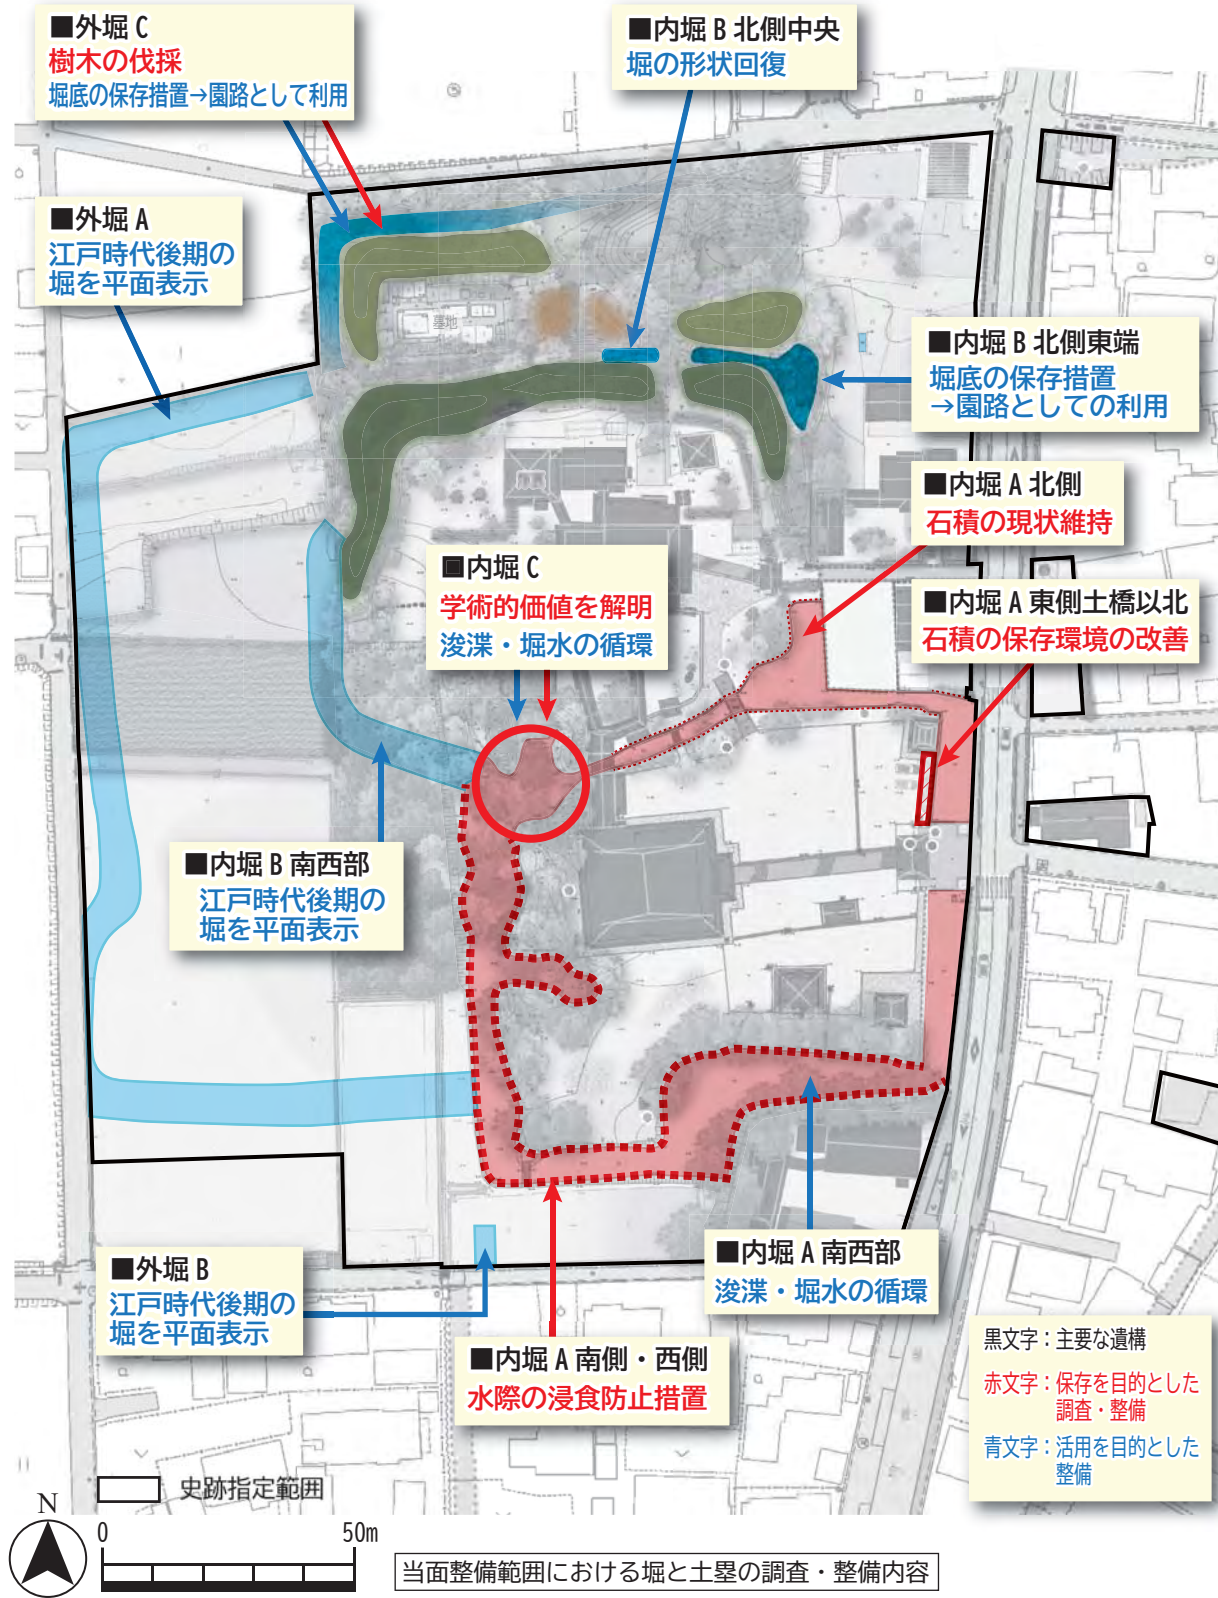 ■外堀 C
樹木の伐採
堀底の保存措置→園路として利用
■内堀 B 北側中央
堀の形状回復
■外堀 A
江戸時代後期の
堀を平面表示
墓地
■内堀 B 北側東端
堀底の保存措置
→園路としての利用
■内堀 A 北側
石積の現状維持
■内堀 C
学術的価値を解明
浚渫・堀水の循環
■内堀 A 東側土橋以北
石積の保存環境の改善
■内堀 B 南西部
江戸時代後期の
堀を平面表示
■内堀 A 南西部
浚渫・堀水の循環
■外堀 B
江戸時代後期の
堀を平面表示
■内堀 A 南側・西側
水際の浸食防止措置
黒文字：主要な遺構
赤文字：保存を目的とした
調査・整備
青文字：活用を目的とした
整備
史跡指定範囲
N
0 50m
当面整備範囲における堀と土塁の調査・整備内容